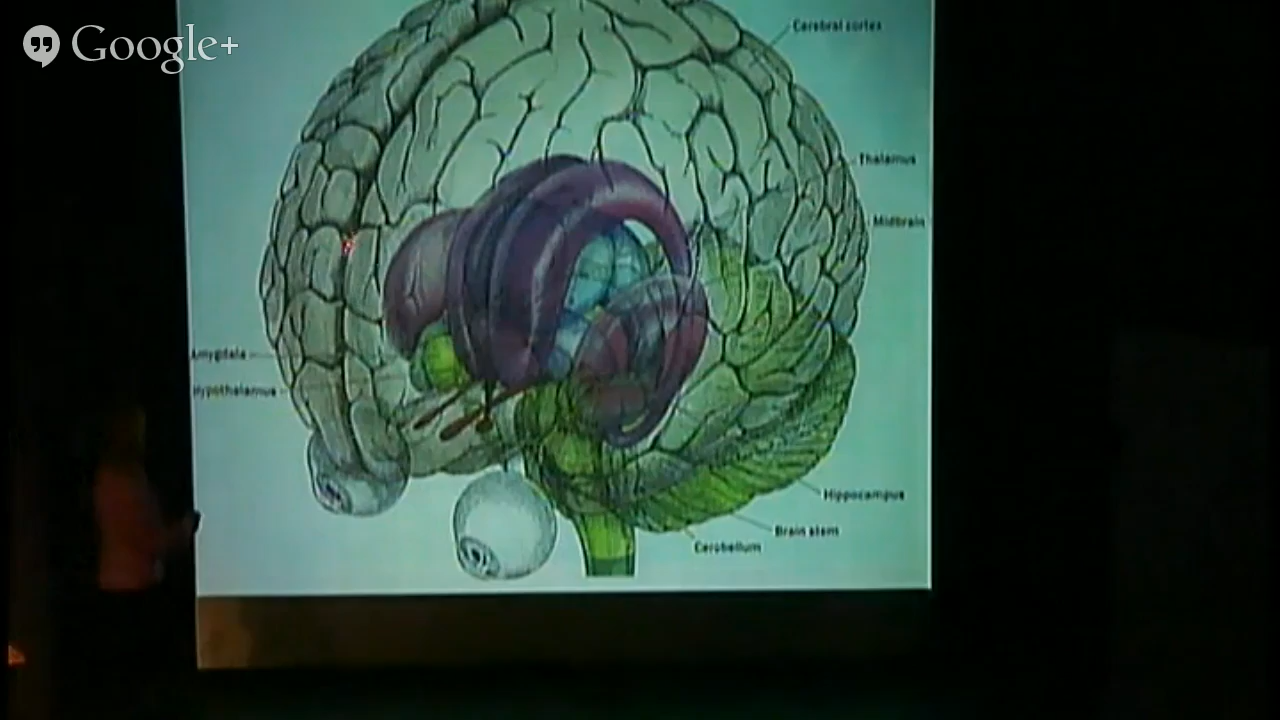 Google+
Cerebral cortex
Thalamus
Midbrain
Amygdala
Hypothalamus
Hippocampus
Brain stem
Cerebellum